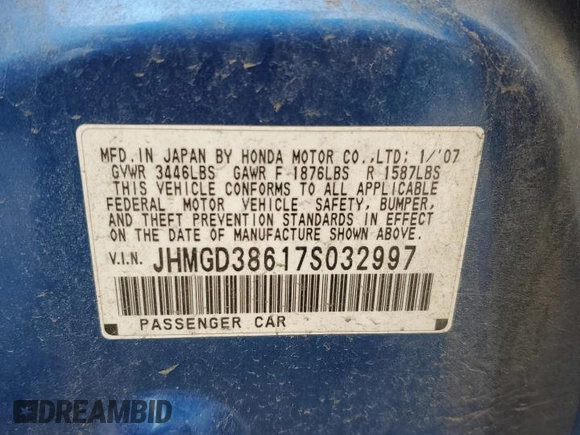 MFD. IN JAPAN BY HONDA MOTOR CO.,LTD; 1/'07
GVWR 3446LBS GAWR F 1876LBS R 1587LBS
THIS VEHICLE CONFORMS TO ALL APPLICABLE
FEDERAL MOTOR VEHICLE SAFETY, BUMPER,
AND THEFT PREVENTION STANDARDS IN EFFECT
ON THE DATE OF MANUFACTURE SHOWN ABOVE.
V.I.N. JHMGD38617S032997
PASSENGER CAR
DREAMBID